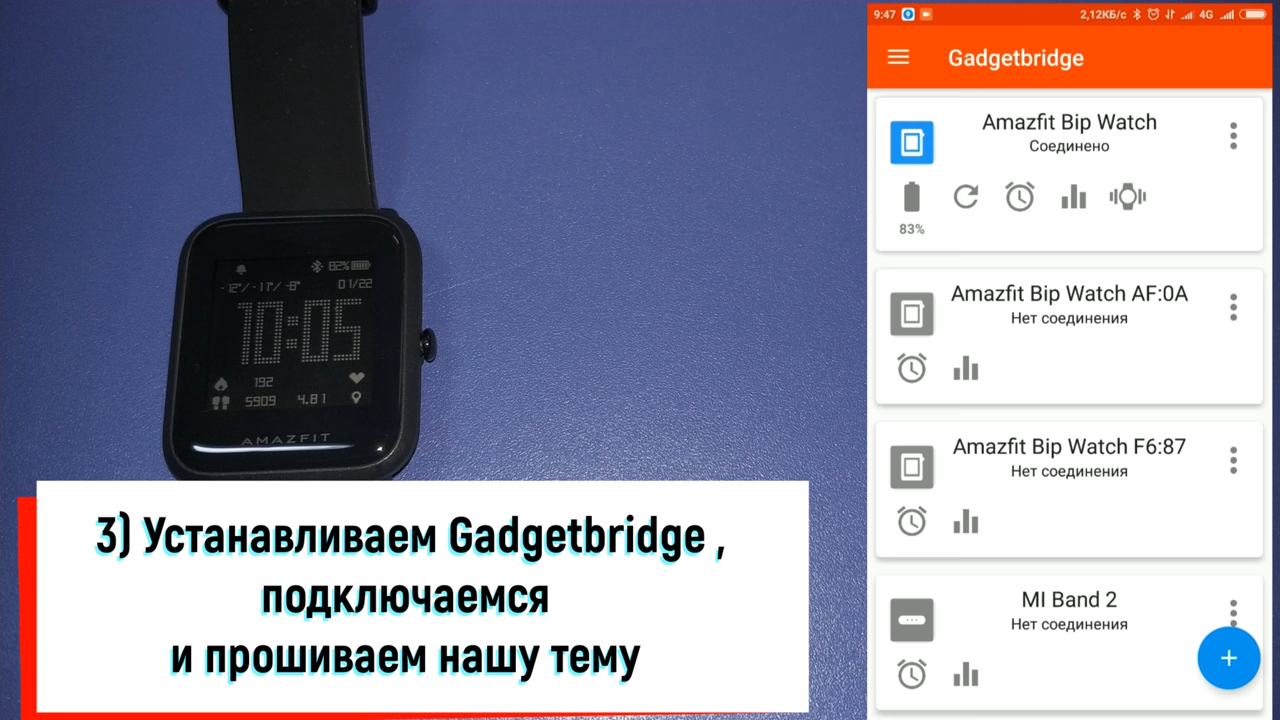 82%
-12°/-11°/-8° 01/22
10:05
192
5909 4.81
AMAZFIT
3) Устанавливаем Gadgetbridge ,
подключаемся
и прошиваем нашу тему
9:47 2,12КБ/с 4G
Gadgetbridge
Amazfit Bip Watch
Соединено
83%
Amazfit Bip Watch AF:0A
Нет соединения
Amazfit Bip Watch F6:87
Нет соединения
MI Band 2
Нет соединения